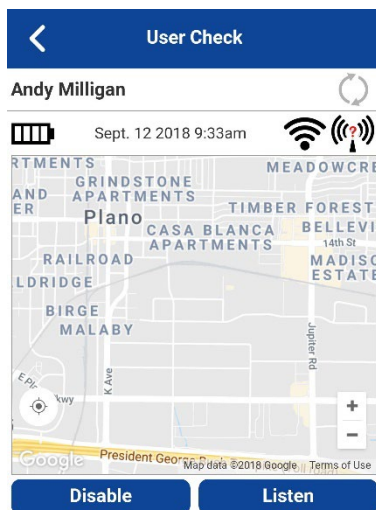 User Check
Andy Milligan
Sept. 12 2018 9:33am
?
RTMENTS
MEADOWCRE
GRINDSTONE
APARTMENTS
AND
ER
TIMBER FOREST
Plano
CASA BLANCA
APARTMENTS
BELLEVI
14th St
RAILROAD
MADISO
ESTATE
LDRIDGE
BIRGE
MALABY
Jupiter Rd
K Ave
E Pl
kwy
+
−
Google
President George
Map data ©2018 Google
Terms of Use
Disable
Listen